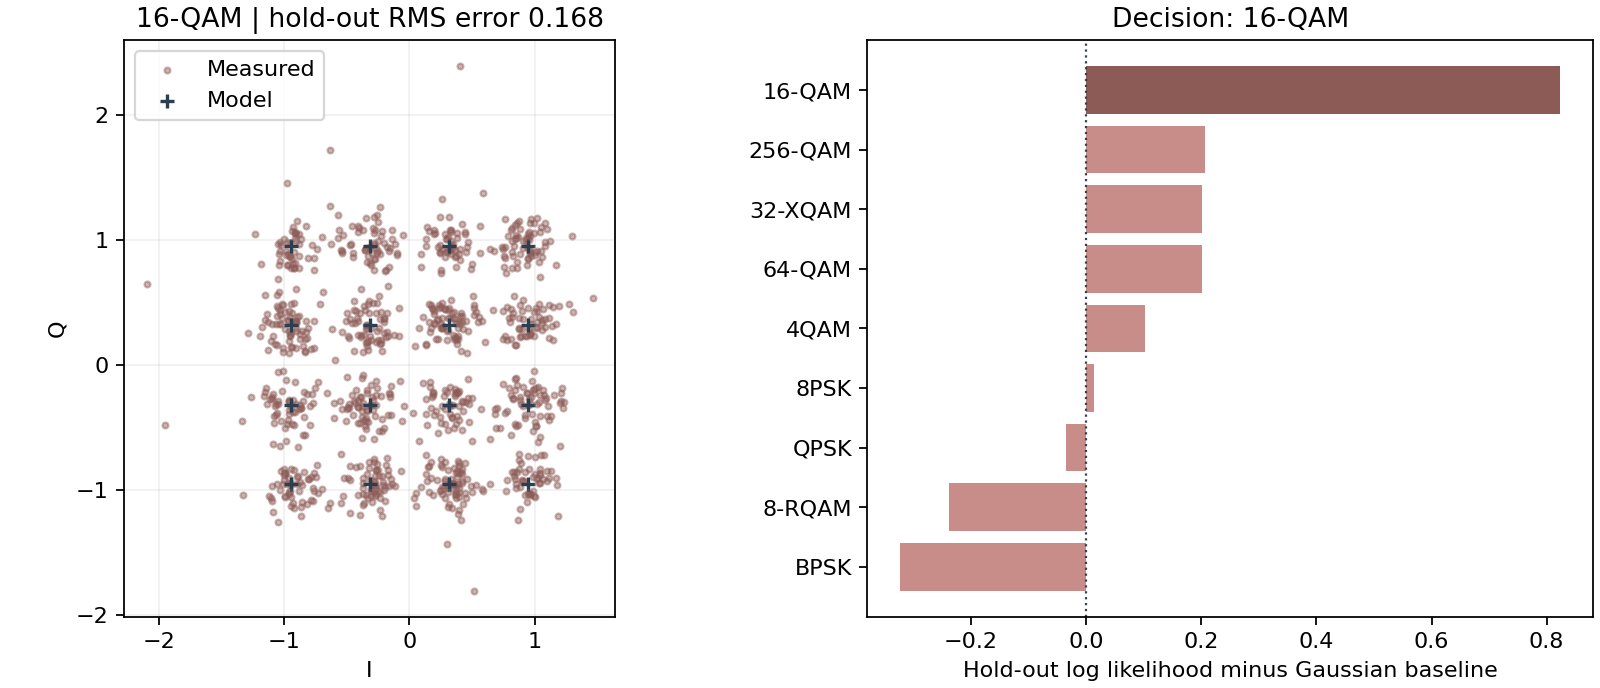 16-QAM | hold-out RMS error 0.168
Measured
Model
2
1
0
−1
−2
Q
−2
−1
0
1
I
Decision: 16-QAM
16-QAM
256-QAM
32-XQAM
64-QAM
4QAM
8PSK
QPSK
8-RQAM
BPSK
−0.2
0.0
0.2
0.4
0.6
0.8
Hold-out log likelihood minus Gaussian baseline